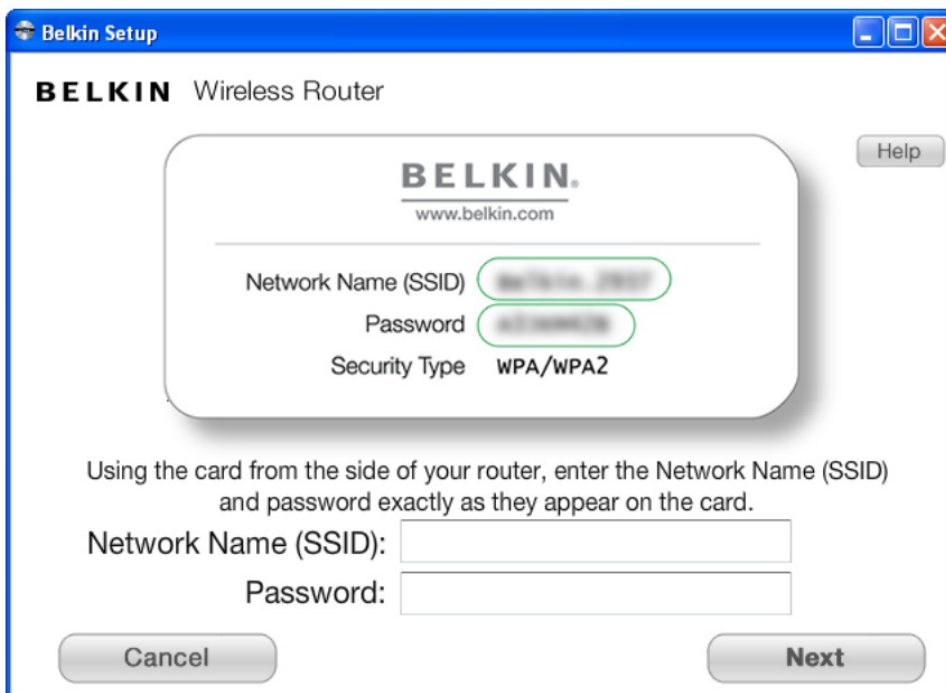 Belkin Setup
BELKIN Wireless Router
Help
BELKIN®
www.belkin.com
Network Name (SSID)
Password
Security Type WPA/WPA2
Using the card from the side of your router, enter the Network Name (SSID)
and password exactly as they appear on the card.
Network Name (SSID):
Password:
Cancel
Next